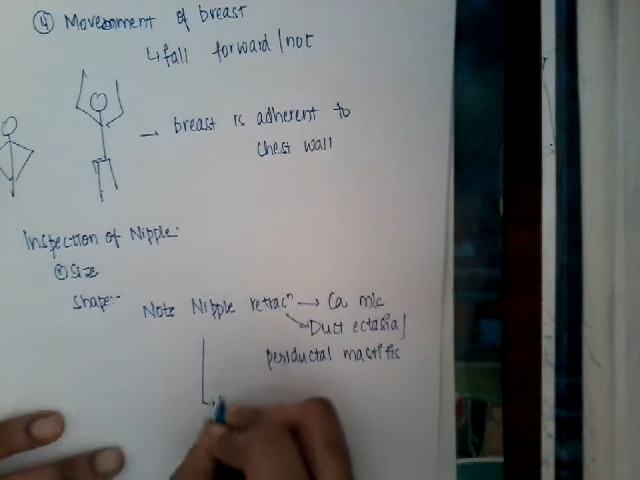 ④ Movement of breast
↳ fall forward / not
→ breast is adherent to
chest wall
Inspection of Nipple:
① Size
Shape:-
Note Nipple retracⁿ → Ca m/c
→ Duct ectasia /
periductal mastitis